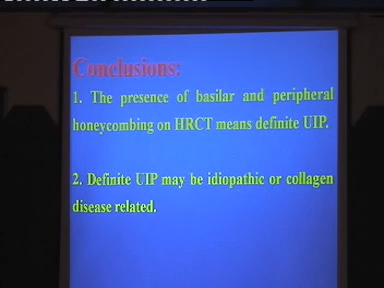 Conclusions:
1. The presence of basilar and peripheral
honeycombing on HRCT means definite UIP.
2. Definite UIP may be idiopathic or collagen
disease related.